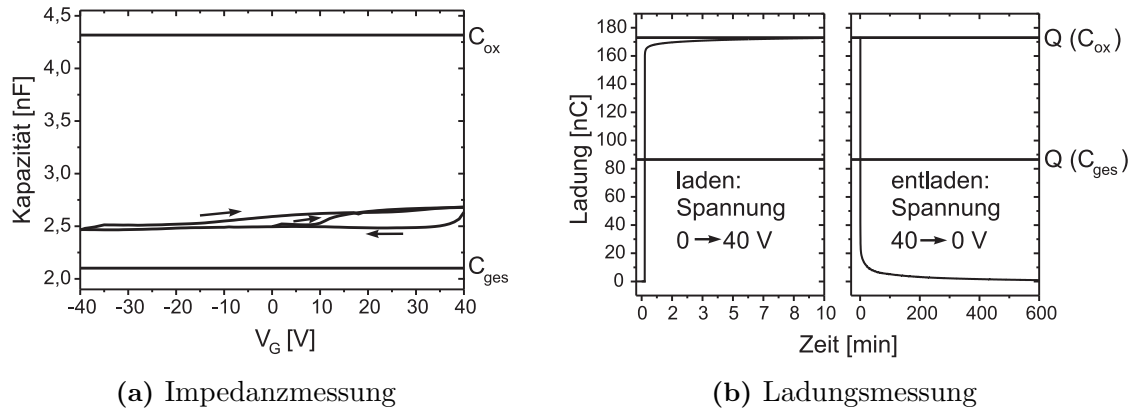 4,5
4,0
3,5
3,0
2,5
2,0
Kapazität [nF]
C_ox
C_ges
-40 -30 -20 -10 0 10 20 30 40
V_G [V]
(a) Impedanzmessung
180
160
140
120
100
80
60
40
20
0
Ladung [nC]
laden:
Spannung
0 → 40 V
entladen:
Spannung
40 → 0 V
Q (C_ox)
Q (C_ges)
0 2 3 5 7 8 10
0 200 400 600
Zeit [min]
(b) Ladungsmessung